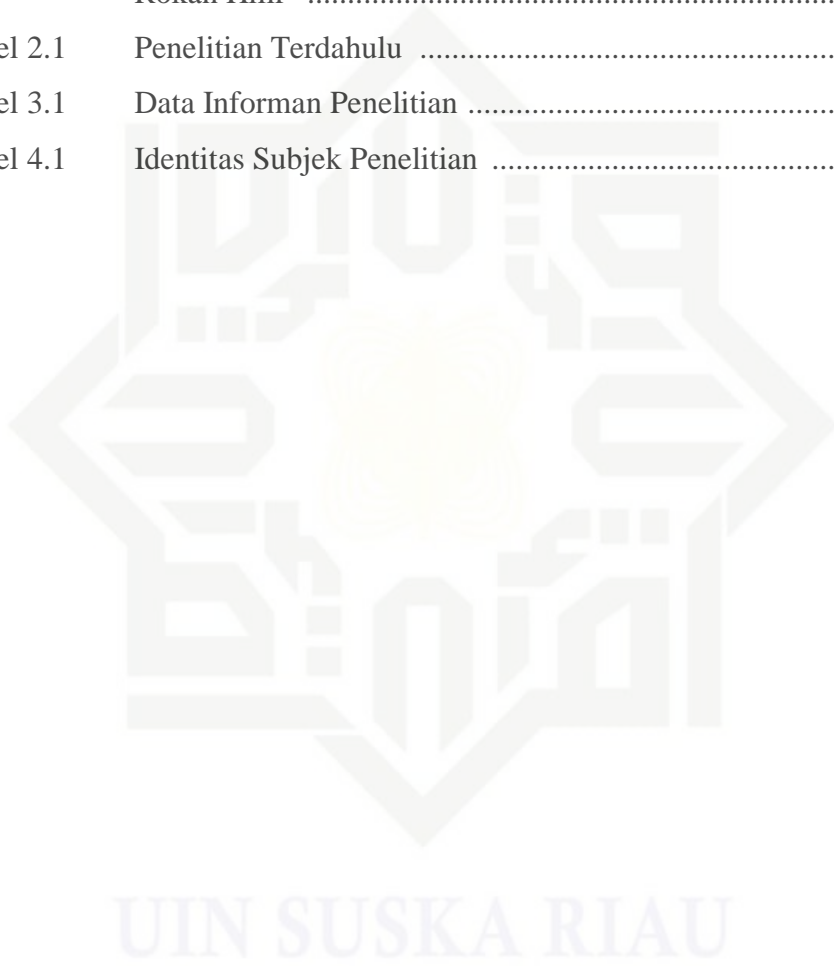 Rokan Hilir ........................................................................
el 2.1 Penelitian Terdahulu ........................................................
el 3.1 Data Informan Penelitian ................................................
el 4.1 Identitas Subjek Penelitian .............................................
UIN SUSKA RIAU